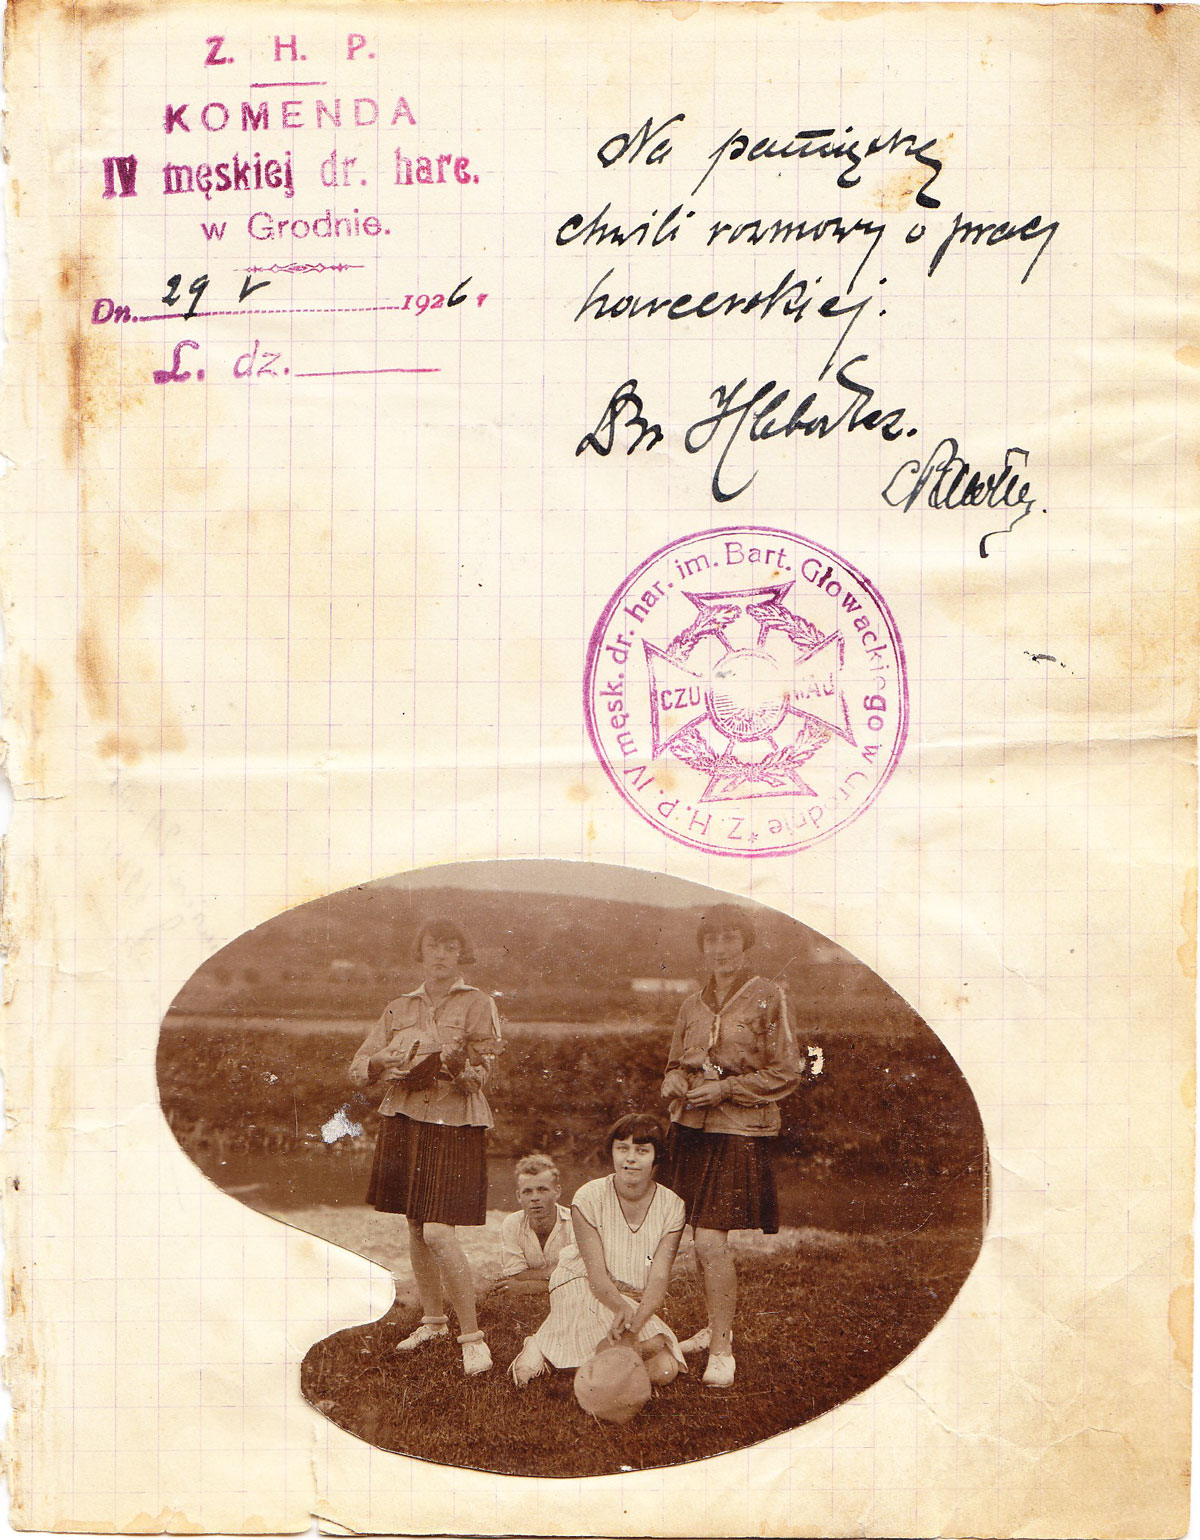 Z. H. P.
KOMENDA
IV męskiej dr. harc.
w Grodnie.
Dn. 29 V 1926 r
L. dz.
Na pamiątkę
chwili rozmowy o pracy
harcerskiej.
Z. H. P. IV męsk. dr. har. im. Bart. Głowackiego w Grodnie *
CZU WAJ